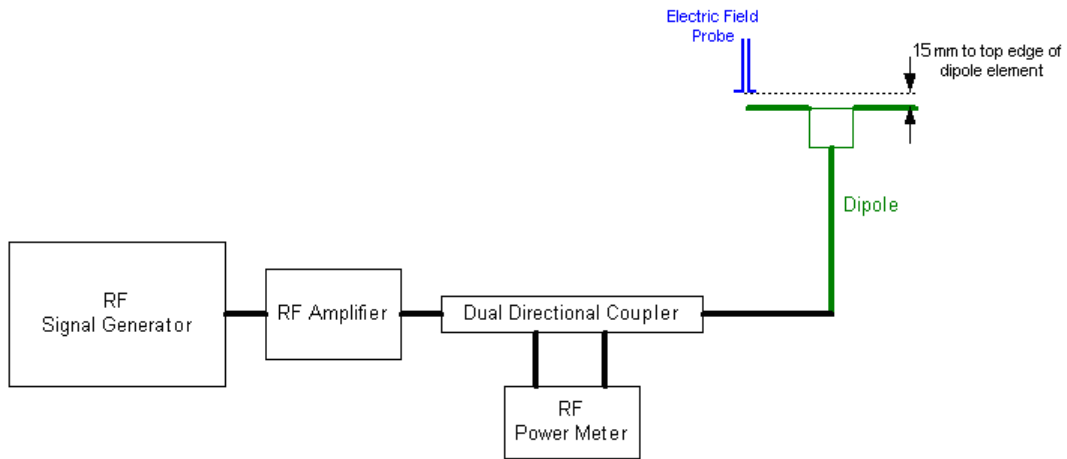 Electric Field
Probe
15 mm to top edge of
dipole element
Dipole
RF
Signal Generator
RF Amplifier
Dual Directional Coupler
RF
Power Meter